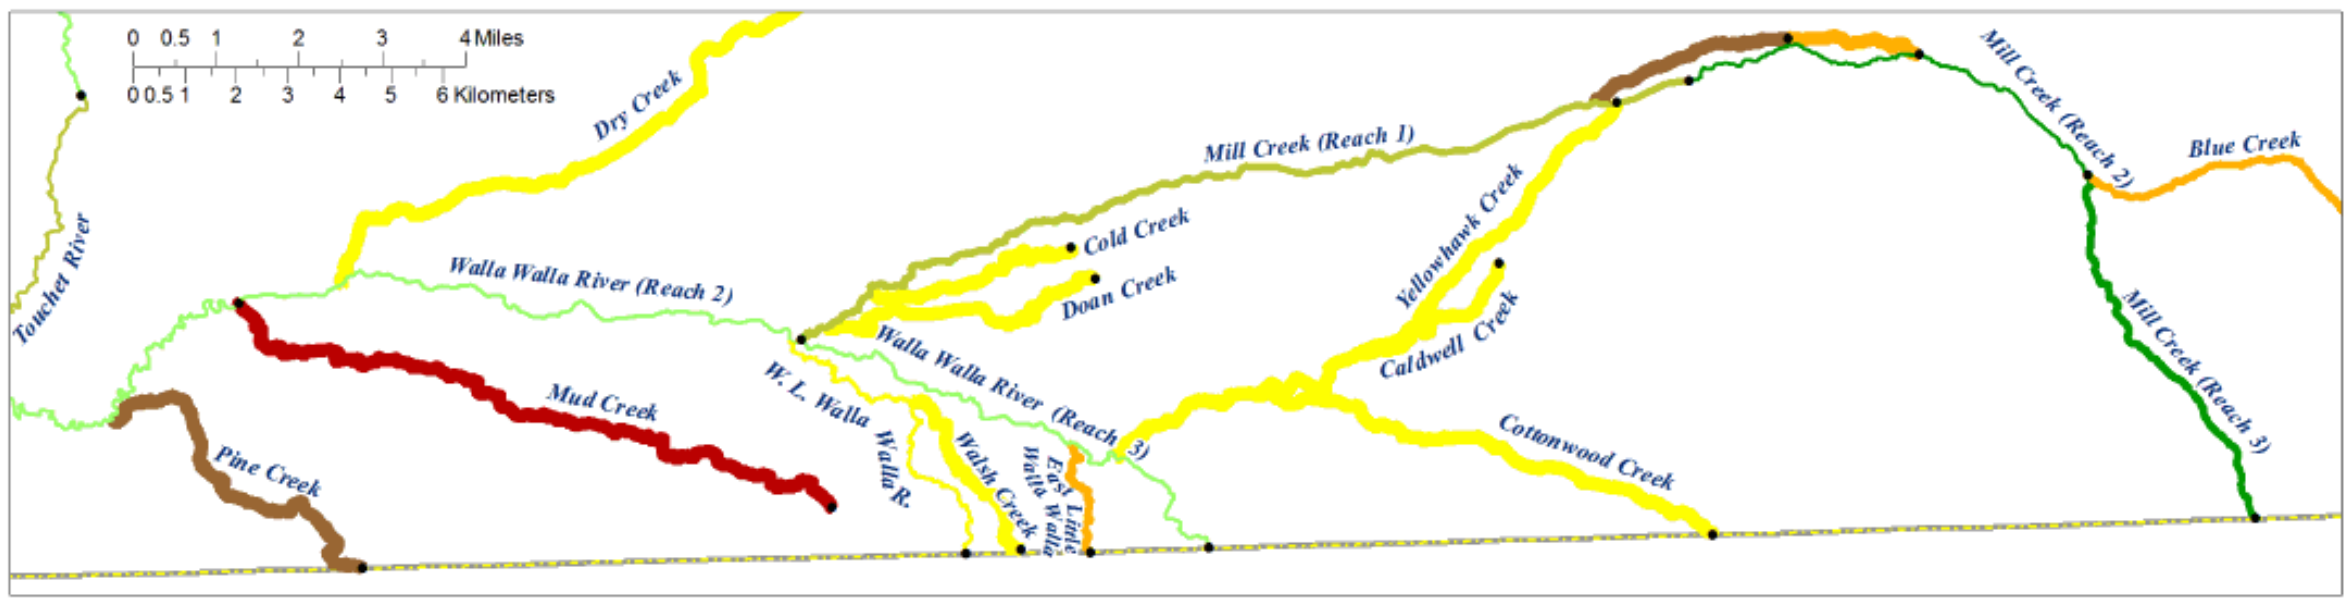 0 0.5 1 2 3 4 Miles
0 0.5 1 2 3 4 5 6 Kilometers
Dry Creek
Mill Creek (Reach 2)
Blue Creek
Mill Creek (Reach 1)
Touchet River
Walla Walla River (Reach 2)
Cold Creek
Doan Creek
Yellowhawk Creek
Caldwell Creek
Mill Creek (Reach 3)
Walla Walla River (Reach 3)
W. L. Walla Walla R.
Mud Creek
Pine Creek
Walsh Creek
East Little
Walla Walla
Cottonwood Creek